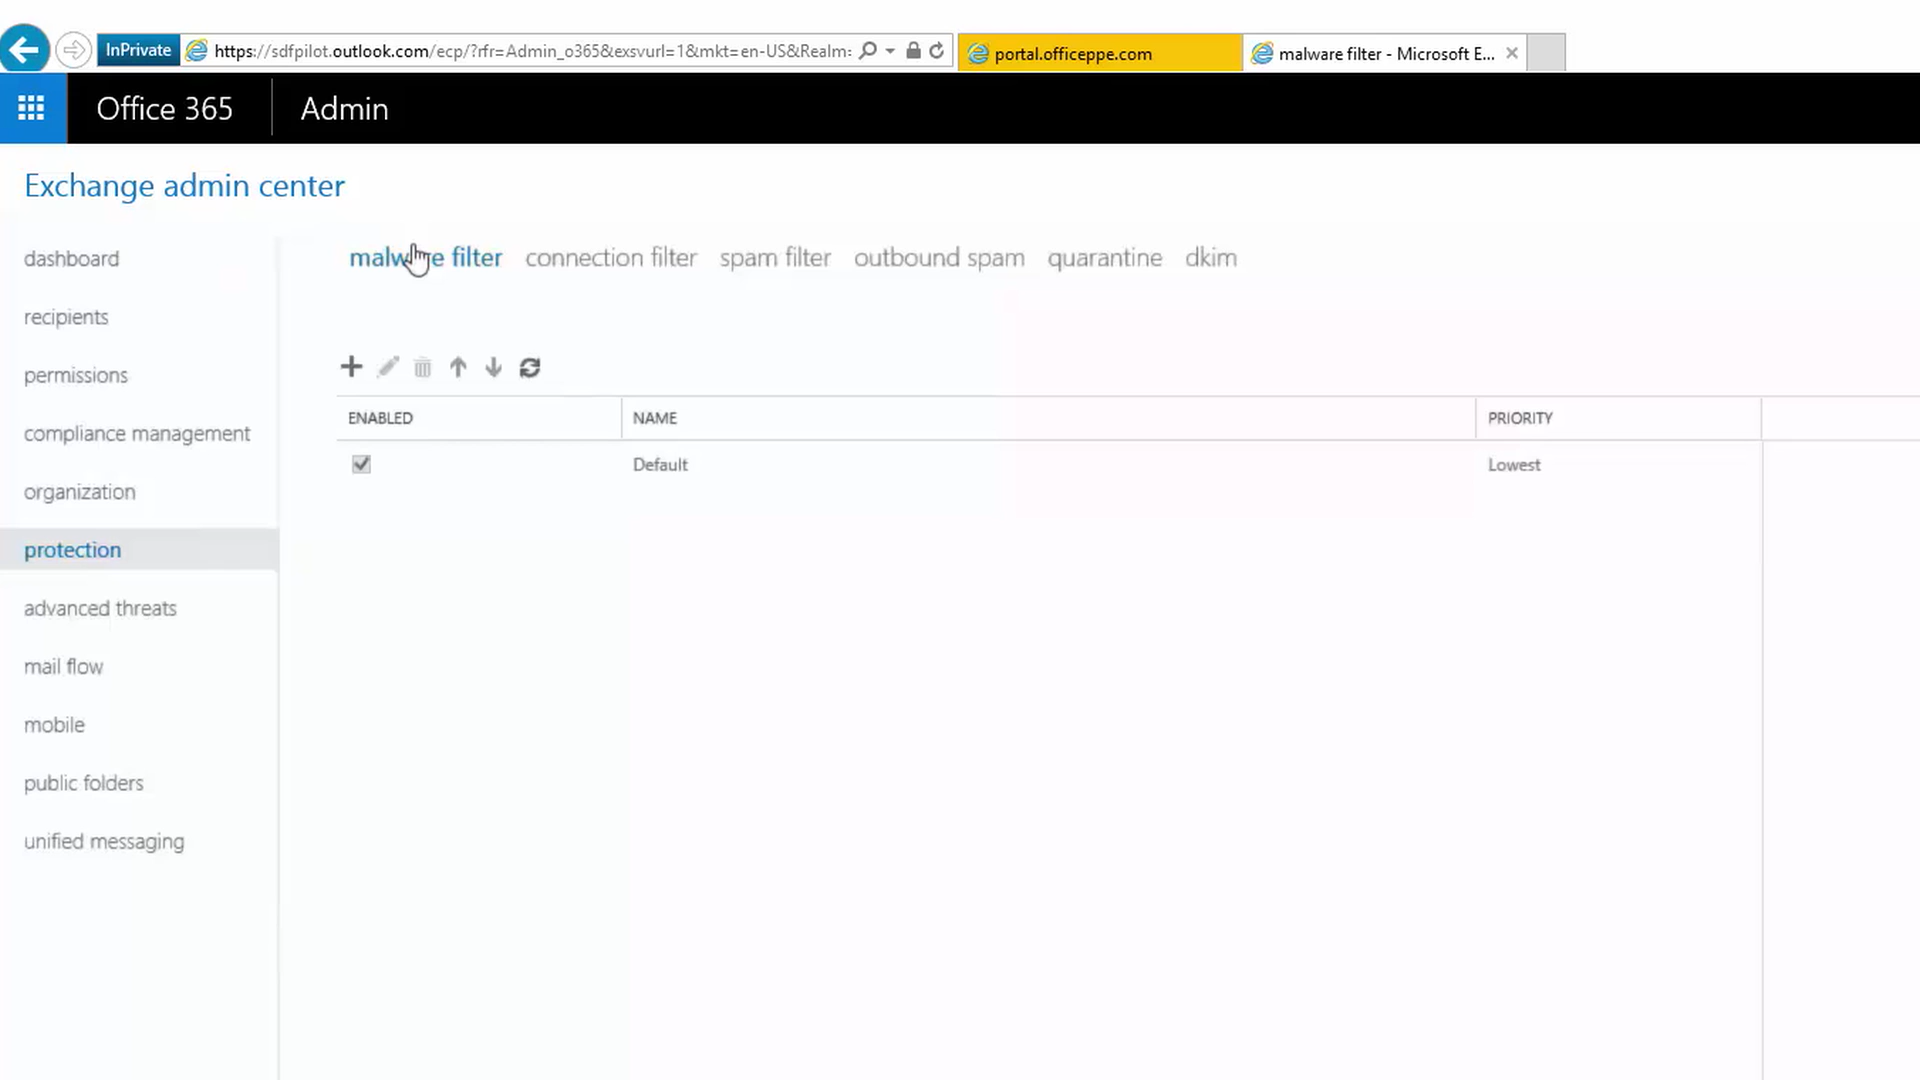 InPrivate https://sdfpilot.outlook.com/ecp/?rfr=Admin_o365&exsvurl=1&mkt=en-US&Realm: portal.officeppe.com malware filter - Microsoft E...
Office 365 Admin
Exchange admin center
dashboard
recipients
permissions
compliance management
organization
protection
advanced threats
mail flow
mobile
public folders
unified messaging
malware filter connection filter spam filter outbound spam quarantine dkim
ENABLED NAME PRIORITY
Default Lowest